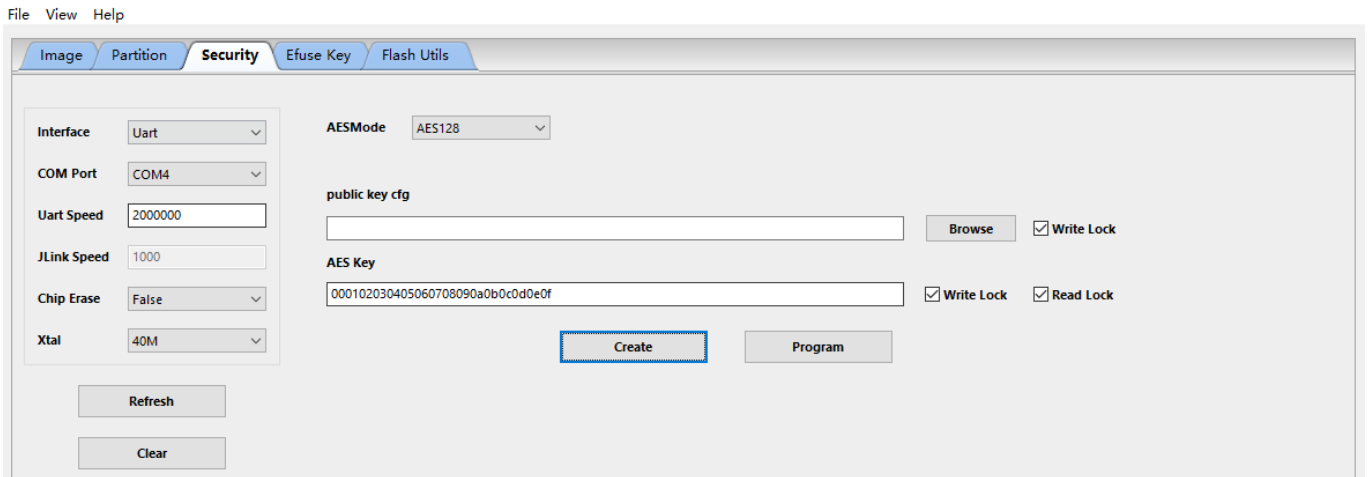 File View Help
Image Partition Security Efuse Key Flash Utils
Interface Uart
AESMode AES128
COM Port COM4
public key cfg
Uart Speed 2000000
Browse Write Lock
JLink Speed 1000
AES Key
Chip Erase False
000102030405060708090a0b0c0d0e0f Write Lock Read Lock
Xtal 40M
Create Program
Refresh
Clear